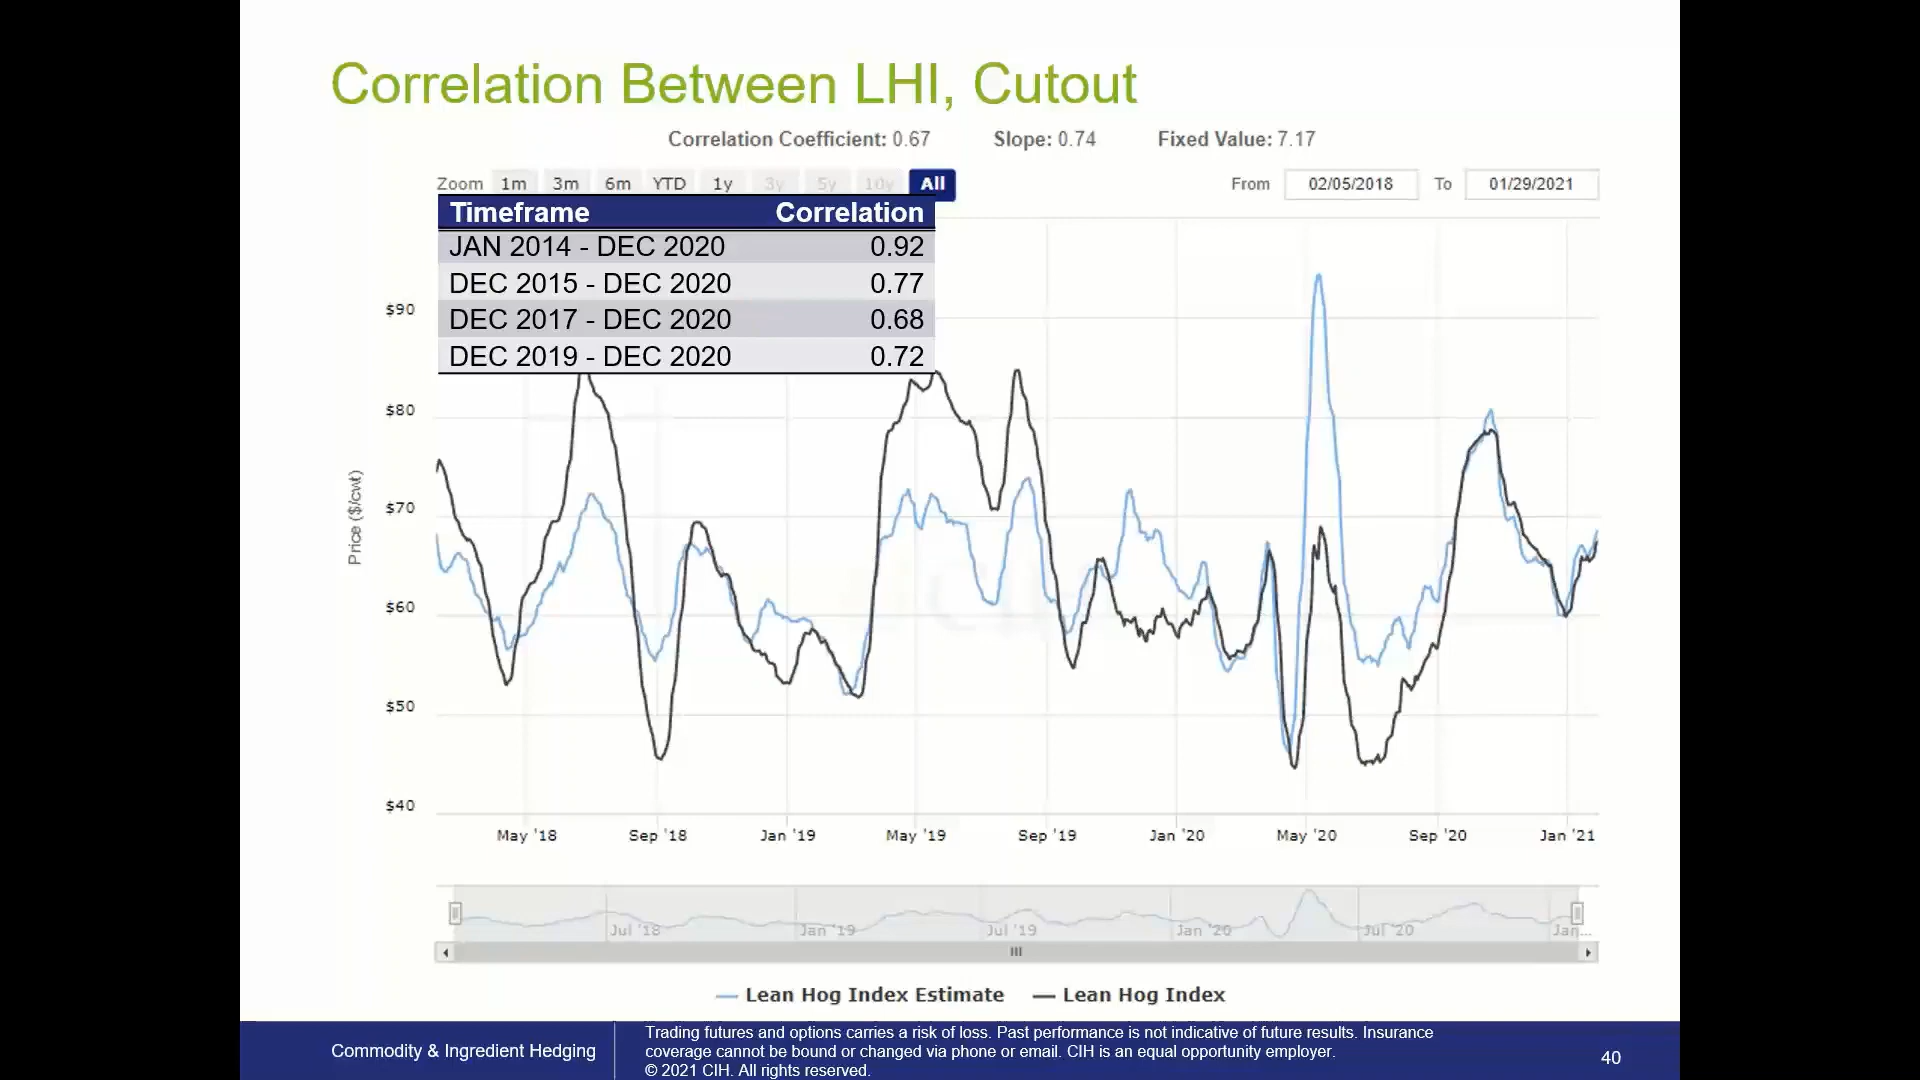 Correlation Between LHI, Cutout
Correlation Coefficient: 0.67 Slope: 0.74 Fixed Value: 7.17
Zoom 1m 3m 6m YTD 1y 3y 5y 10y All From 02/05/2018 To 01/29/2021
Timeframe Correlation
JAN 2014 - DEC 2020 0.92
DEC 2015 - DEC 2020 0.77
DEC 2017 - DEC 2020 0.68
DEC 2019 - DEC 2020 0.72
$90
$80
$70
$60
$50
$40
Price ($/cwt)
May '18 Sep '18 Jan '19 May '19 Sep '19 Jan '20 May '20 Sep '20 Jan '21
Jul '18 Jan '19 Jul '19 Jan '20 Jul '20 Jan...
Lean Hog Index Estimate Lean Hog Index
Commodity & Ingredient Hedging
Trading futures and options carries a risk of loss. Past performance is not indicative of future results. Insurance
coverage cannot be bound or changed via phone or email. CIH is an equal opportunity employer.
© 2021 CIH. All rights reserved.
40